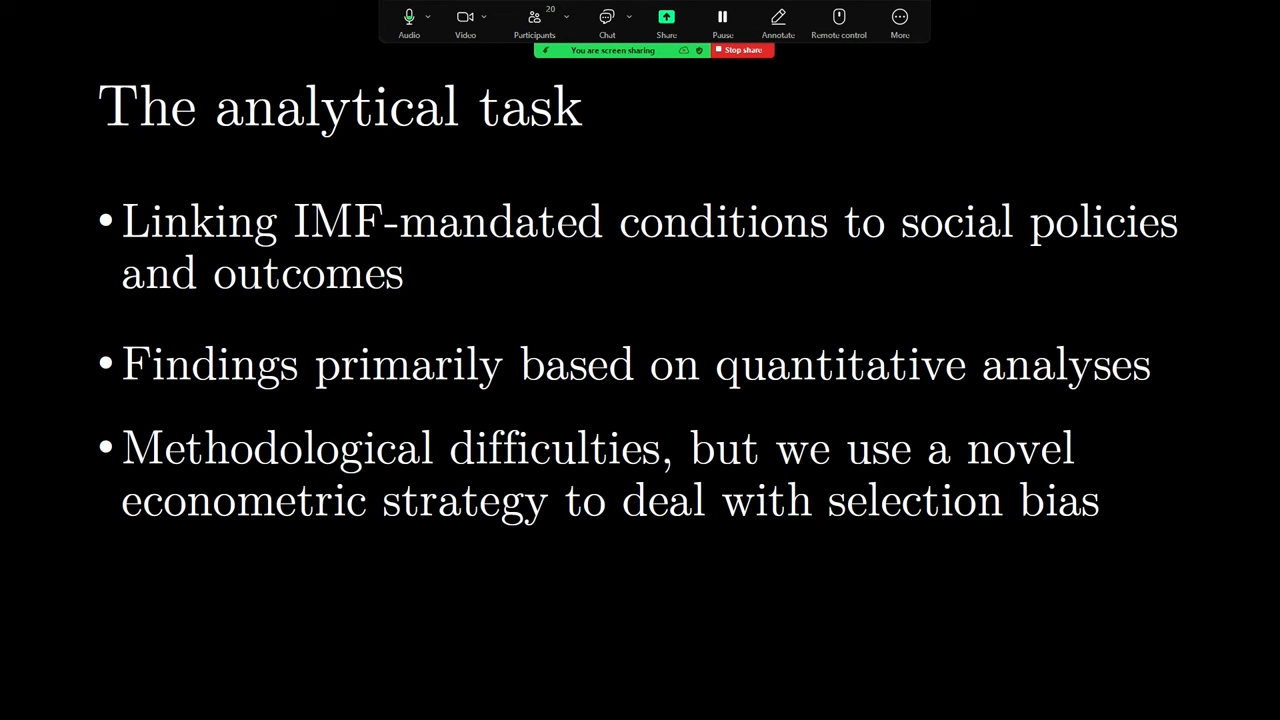 20
Audio Video Participants Chat Share Pause Annotate Remote control More
You are screen sharing Stop share
The analytical task
• Linking IMF-mandated conditions to social policies
and outcomes
• Findings primarily based on quantitative analyses
• Methodological difficulties, but we use a novel
econometric strategy to deal with selection bias